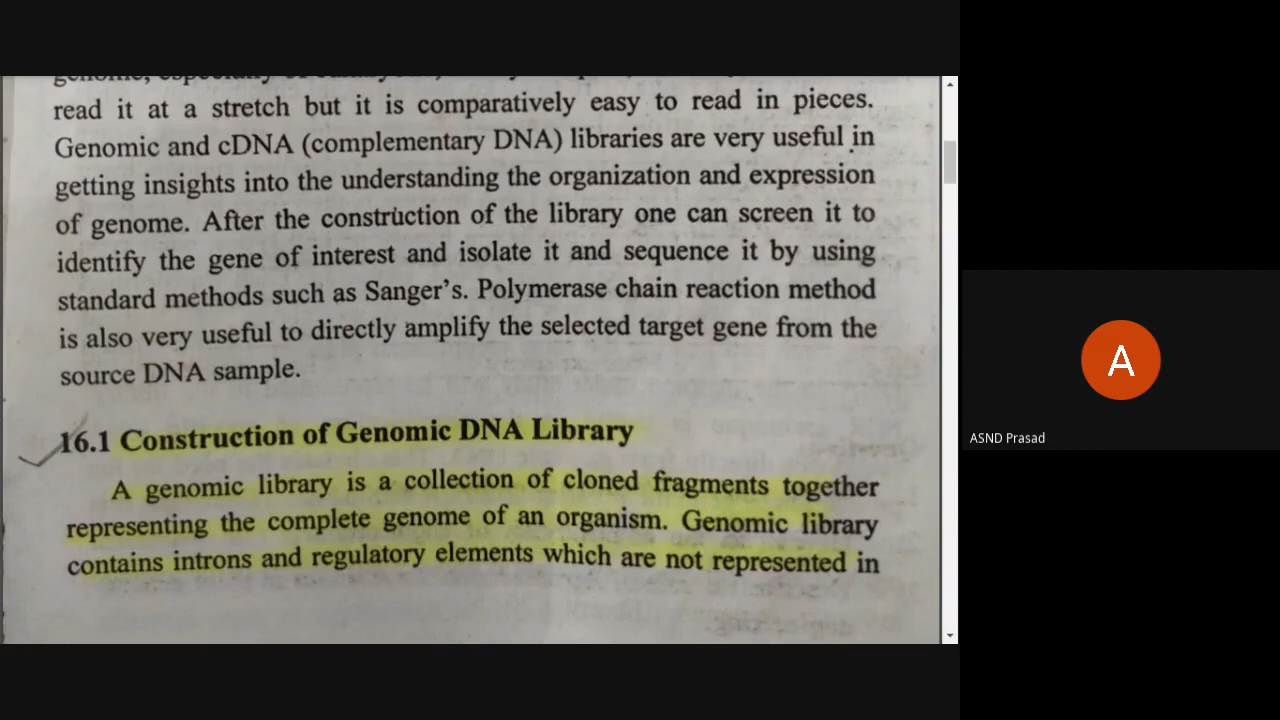 read it at a stretch but it is comparatively easy to read in pieces.
Genomic and cDNA (complementary DNA) libraries are very useful in
getting insights into the understanding the organization and expression
of genome. After the construction of the library one can screen it to
identify the gene of interest and isolate it and sequence it by using
standard methods such as Sanger's. Polymerase chain reaction method
is also very useful to directly amplify the selected target gene from the
source DNA sample.
16.1 Construction of Genomic DNA Library
A genomic library is a collection of cloned fragments together
representing the complete genome of an organism. Genomic library
contains introns and regulatory elements which are not represented in
A
ASND Prasad